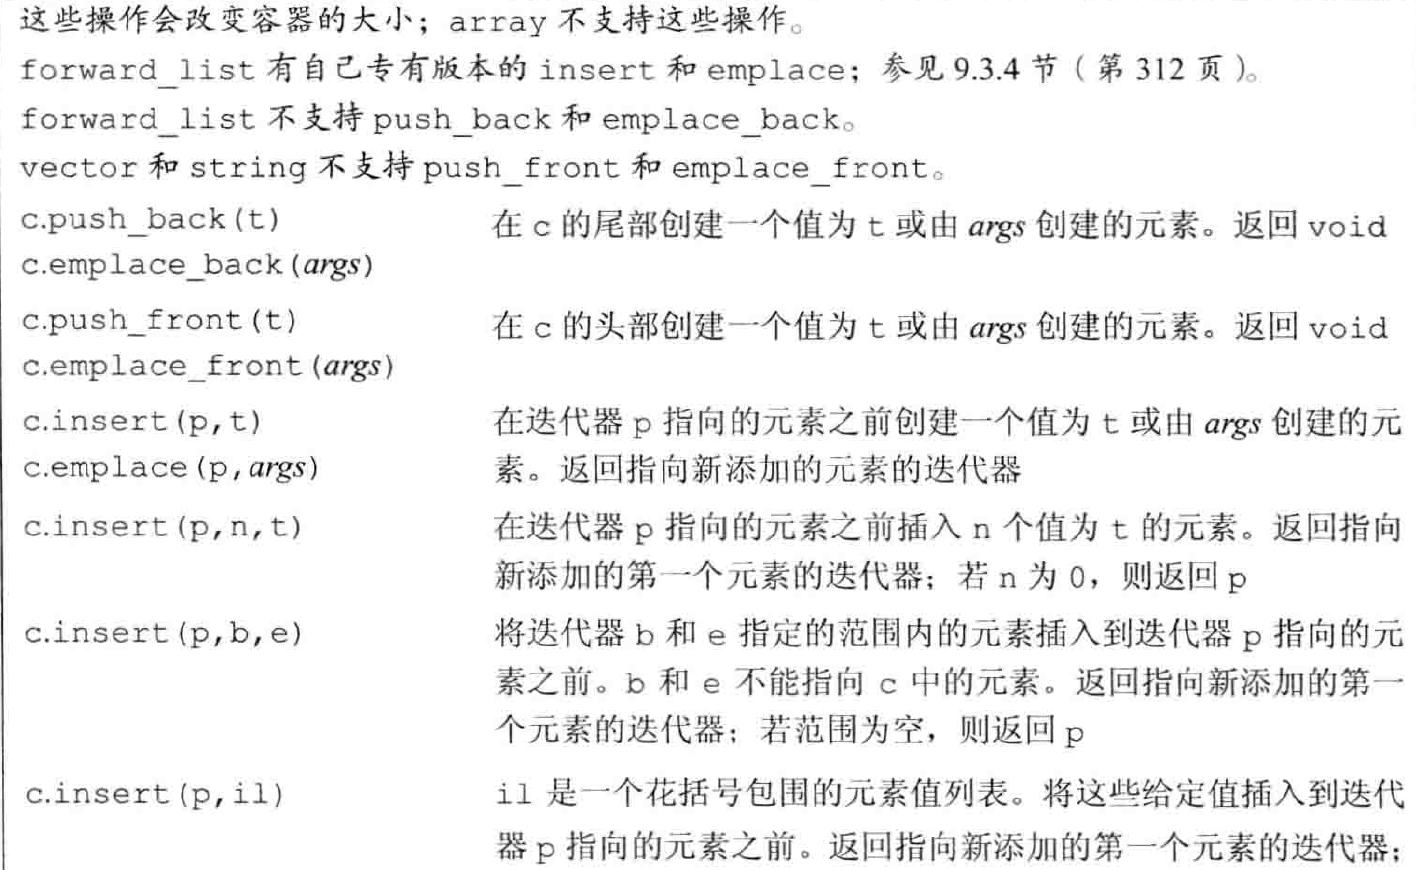 这些操作会改变容器的大小；array 不支持这些操作。
forward_list 有自己专有版本的 insert 和 emplace；参见 9.3.4 节（第 312 页）。
forward_list 不支持 push_back 和 emplace_back。
vector 和 string 不支持 push_front 和 emplace_front。
c.push_back(t) 在 c 的尾部创建一个值为 t 或由 args 创建的元素。返回 void
c.emplace_back(args)
c.push_front(t) 在 c 的头部创建一个值为 t 或由 args 创建的元素。返回 void
c.emplace_front(args)
c.insert(p,t) 在迭代器 p 指向的元素之前创建一个值为 t 或由 args 创建的元
c.emplace(p,args) 素。返回指向新添加的元素的迭代器
c.insert(p,n,t) 在迭代器 p 指向的元素之前插入 n 个值为 t 的元素。返回指向
新添加的第一个元素的迭代器；若 n 为 0，则返回 p
c.insert(p,b,e) 将迭代器 b 和 e 指定的范围内的元素插入到迭代器 p 指向的元
素之前。b 和 e 不能指向 c 中的元素。返回指向新添加的第一
个元素的迭代器；若范围为空，则返回 p
c.insert(p,il) il 是一个花括号包围的元素值列表。将这些给定值插入到迭代
器 p 指向的元素之前。返回指向新添加的第一个元素的迭代器；